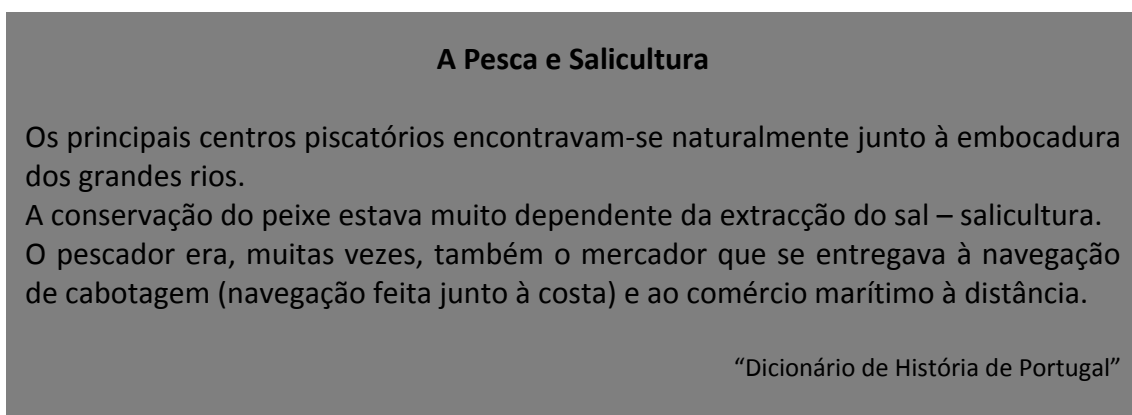 A Pesca e Salicultura
Os principais centros piscatórios encontravam-se naturalmente junto à embocadura
dos grandes rios.
A conservação do peixe estava muito dependente da extracção do sal – salicultura.
O pescador era, muitas vezes, também o mercador que se entregava à navegação
de cabotagem (navegação feita junto à costa) e ao comércio marítimo à distância.
“Dicionário de História de Portugal”